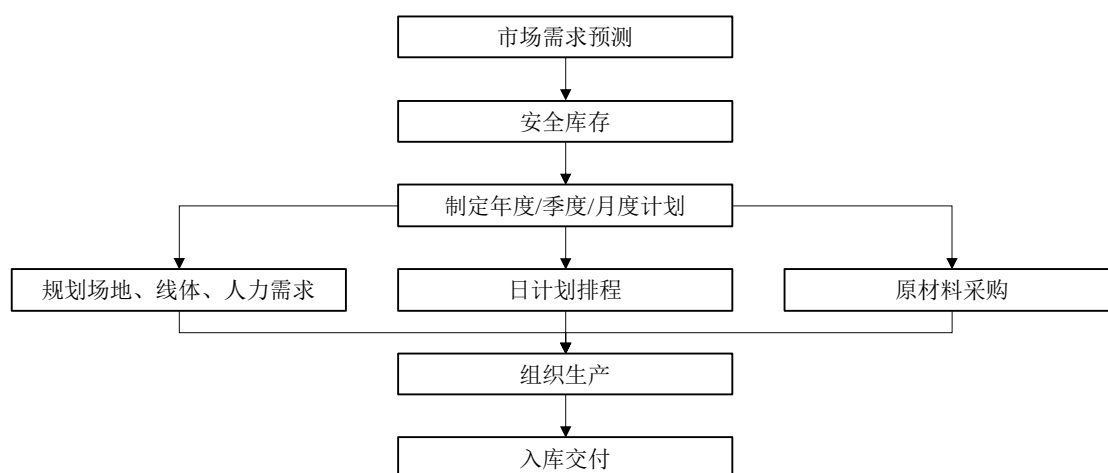 市场需求预测
安全库存
制定年度/季度/月度计划
规划场地、线体、人力需求
日计划排程
原材料采购
组织生产
入库交付